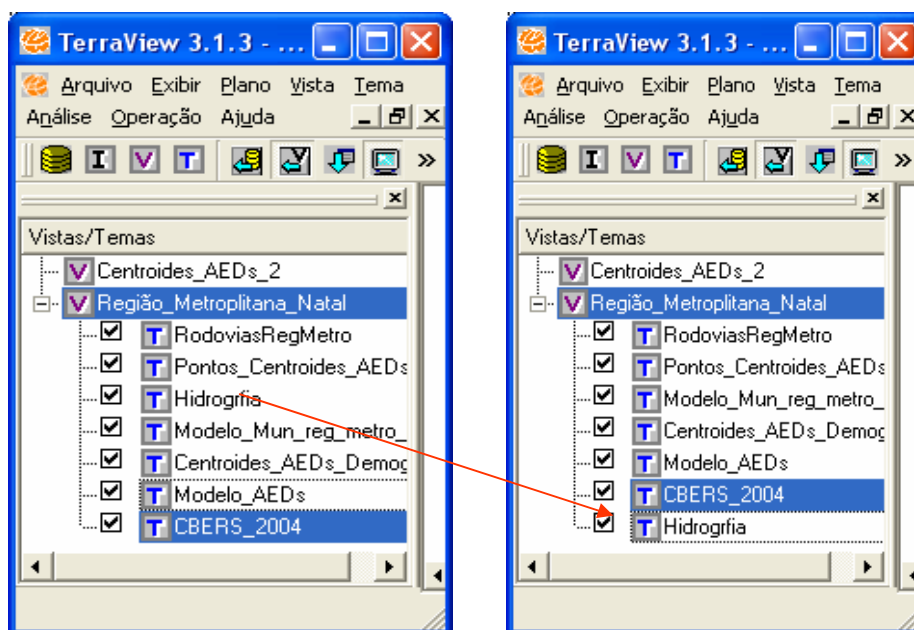 TerraView 3.1.3 - ...
Arquivo Exibir Plano Vista Tema
Análise Operação Ajuda
I V T »
Vistas/Temas
V Centroides_AEDs_2
V Região_Metroplitana_Natal
T RodoviasRegMetro
T Pontos_Centroides_AEDs
T Hidrogrfia
T Modelo_Mun_reg_metro_
T Centroides_AEDs_Demog
T Modelo_AEDs
T CBERS_2004
TerraView 3.1.3 - ...
Arquivo Exibir Plano Vista Tema
Análise Operação Ajuda
I V T »
Vistas/Temas
V Centroides_AEDs_2
V Região_Metroplitana_Natal
T RodoviasRegMetro
T Pontos_Centroides_AEDs
T Modelo_Mun_reg_metro_
T Centroides_AEDs_Demog
T Modelo_AEDs
T CBERS_2004
T Hidrogrfia